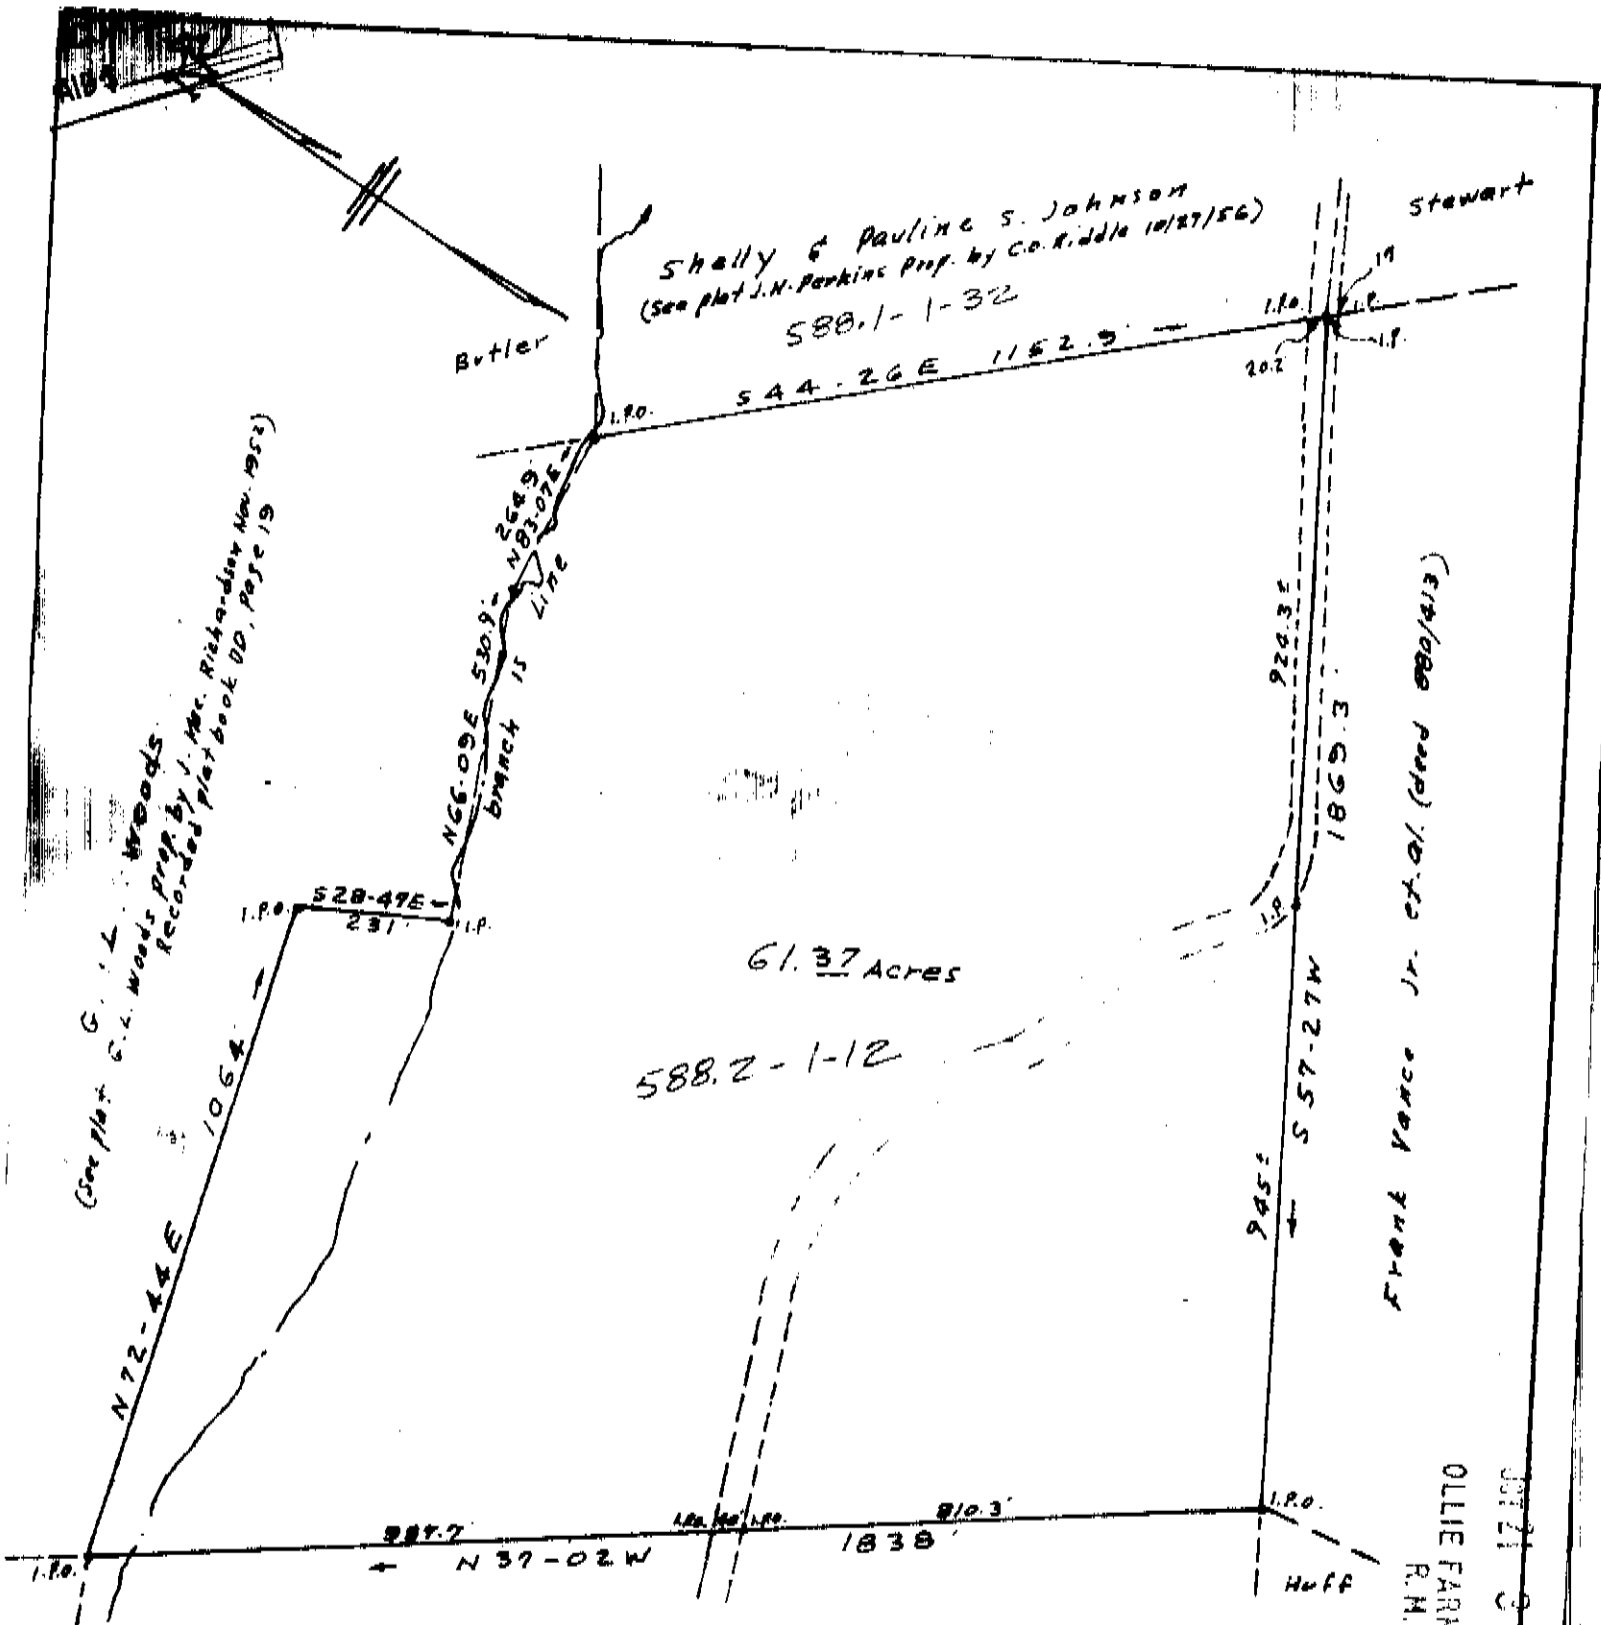 Stewart
Shelly & Pauline S. Johnson
(See plat J.H. Perkins Prop. by C.O. Riddle 10/27/56)
588.1-1-32
Butler
I.P.O.
19
I.P.
20.2
I.P.
S 44-26 E 1152.5'
I.P.O.
264.9
N83-07E
N66-09E 530.9'
branch is
Line
G. L. Woods
(See plat G.L. Woods Prop. by J. Mac. Richardson Nov. 1952)
Recorded plat book DD, Page 19
924.3±
1869.3'
Frank Vance Jr. et.al. (deed 413)
I.P.O.
S28-47E
231'
I.P.
I.P.
61.37 Acres
588.2-1-12
S 57-27W
945±
N72-44E
1064'
I.P.O.
987.7
I.P.O.
40'
I.P.O.
810.3'
I.P.O.
N 37-02 W
1838'
Huff
OLLIE